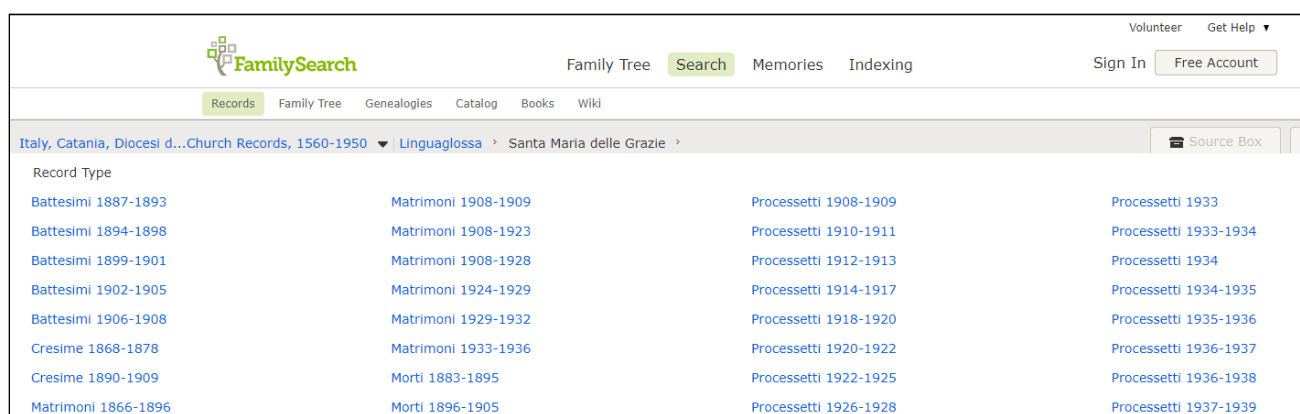 Volunteer Get Help ▼
FamilySearch
Family Tree Search Memories Indexing
Sign In Free Account
Records Family Tree Genealogies Catalog Books Wiki
Italy, Catania, Diocesi d...Church Records, 1560-1950 ▼ | Linguaglossa › Santa Maria delle Grazie ›
Source Box
Record Type
Battesimi 1887-1893 Matrimoni 1908-1909 Processetti 1908-1909 Processetti 1933
Battesimi 1894-1898 Matrimoni 1908-1923 Processetti 1910-1911 Processetti 1933-1934
Battesimi 1899-1901 Matrimoni 1908-1928 Processetti 1912-1913 Processetti 1934
Battesimi 1902-1905 Matrimoni 1924-1929 Processetti 1914-1917 Processetti 1934-1935
Battesimi 1906-1908 Matrimoni 1929-1932 Processetti 1918-1920 Processetti 1935-1936
Cresime 1868-1878 Matrimoni 1933-1936 Processetti 1920-1922 Processetti 1936-1937
Cresime 1890-1909 Morti 1883-1895 Processetti 1922-1925 Processetti 1936-1938
Matrimoni 1866-1896 Morti 1896-1905 Processetti 1926-1928 Processetti 1937-1939